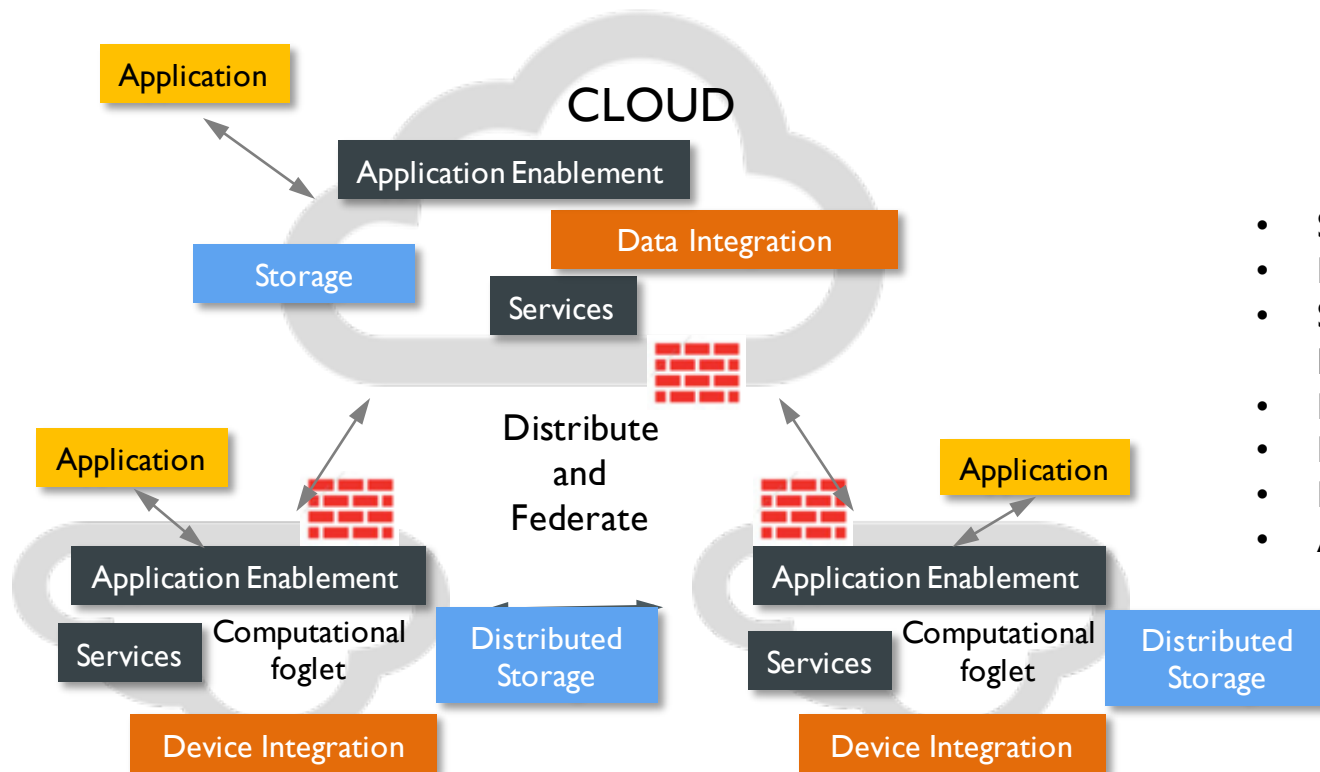 Application
CLOUD
Application Enablement
Data Integration
Storage
Services
Distribute
and
Federate
Application
Application
Application Enablement
Application Enablement
Services
Computational
foglet
Distributed
Storage
Services
Computational
foglet
Distributed
Storage
Device Integration
Device Integration